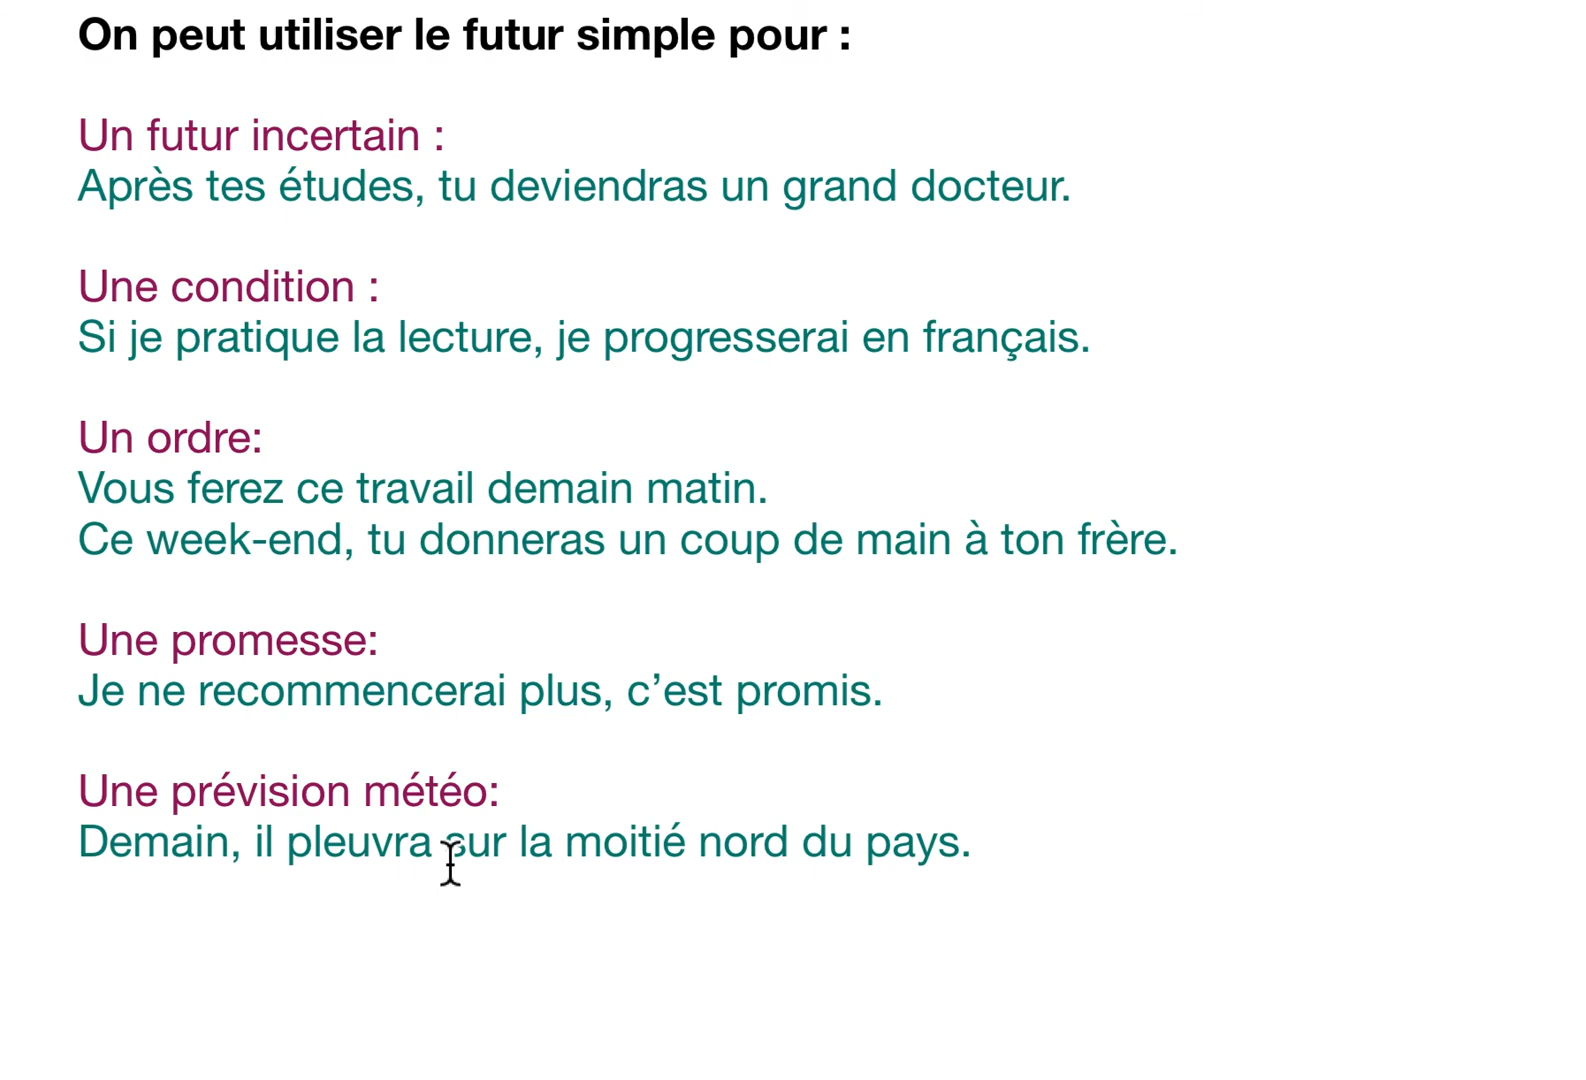 On peut utiliser le futur simple pour :
Un futur incertain :
Après tes études, tu deviendras un grand docteur.
Une condition :
Si je pratique la lecture, je progresserai en français.
Un ordre:
Vous ferez ce travail demain matin.
Ce week-end, tu donneras un coup de main à ton frère.
Une promesse:
Je ne recommencerai plus, c’est promis.
Une prévision météo:
Demain, il pleuvra sur la moitié nord du pays.